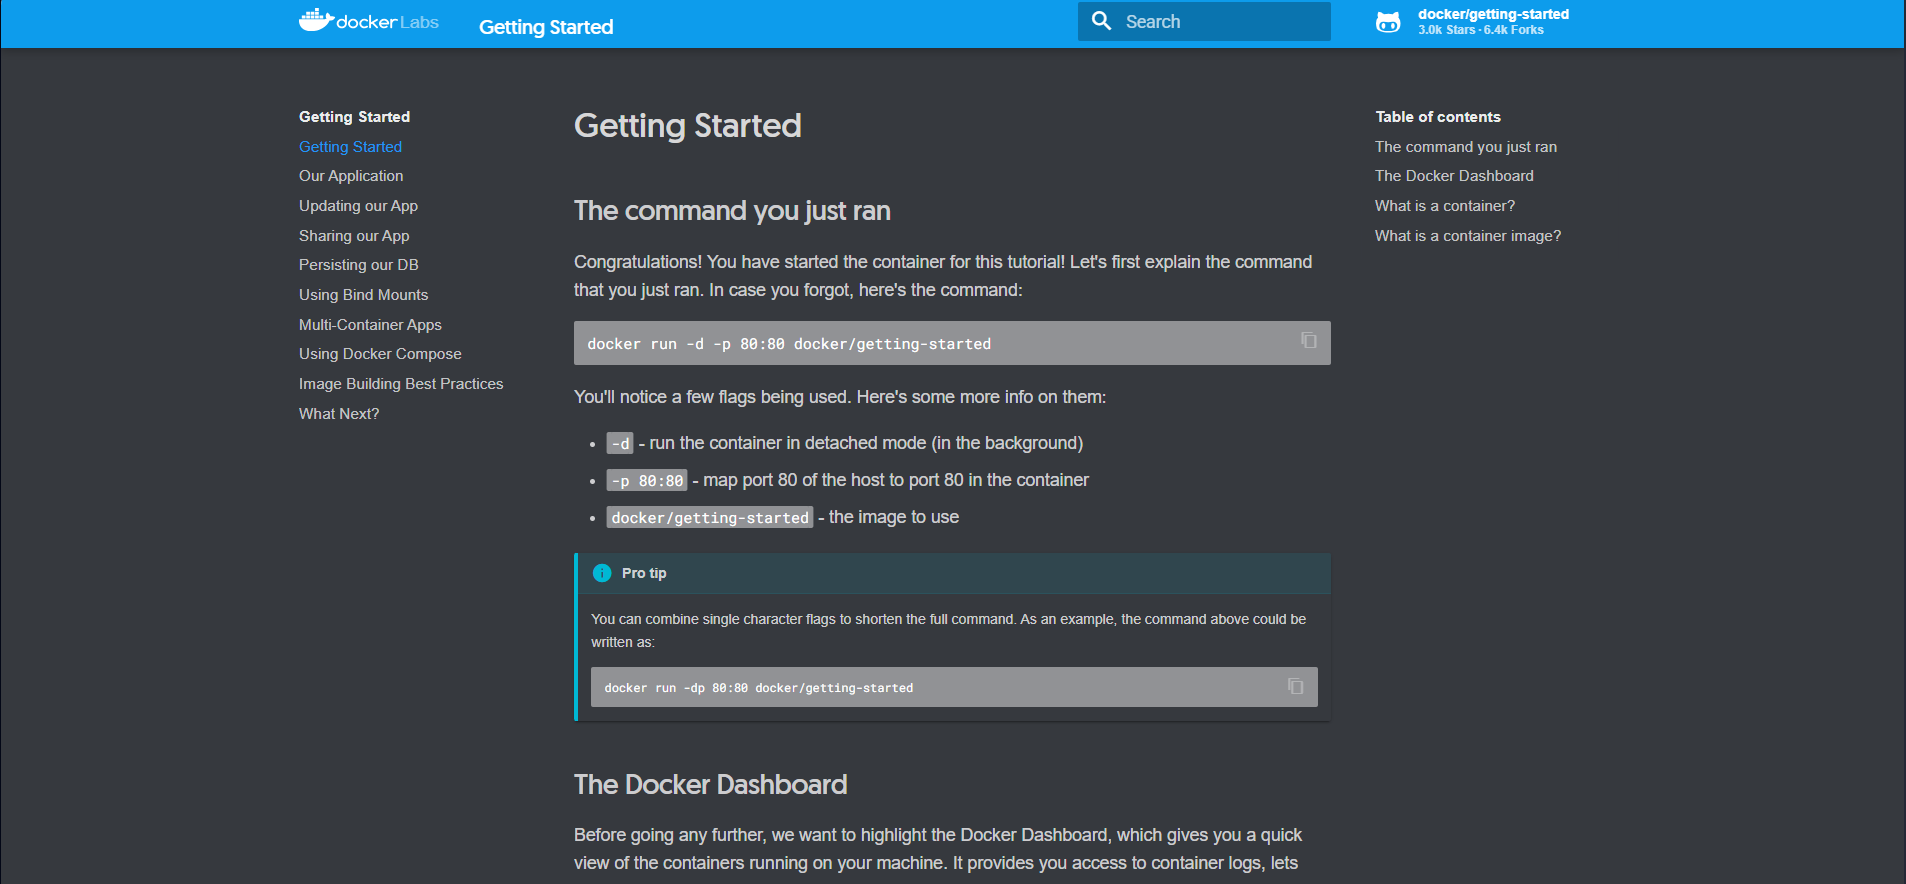 docker Labs
Getting Started
Search
docker/getting-started
3.0k Stars · 6.4k Forks
Getting Started
Getting Started
Our Application
Updating our App
Sharing our App
Persisting our DB
Using Bind Mounts
Multi-Container Apps
Using Docker Compose
Image Building Best Practices
What Next?
Getting Started
The command you just ran
Congratulations! You have started the container for this tutorial! Let's first explain the command
that you just ran. In case you forgot, here's the command:
docker run -d -p 80:80 docker/getting-started
You'll notice a few flags being used. Here's some more info on them:
• -d - run the container in detached mode (in the background)
• -p 80:80 - map port 80 of the host to port 80 in the container
• docker/getting-started - the image to use
Pro tip
You can combine single character flags to shorten the full command. As an example, the command above could be
written as:
docker run -dp 80:80 docker/getting-started
The Docker Dashboard
Before going any further, we want to highlight the Docker Dashboard, which gives you a quick
view of the containers running on your machine. It provides you access to container logs, lets
Table of contents
The command you just ran
The Docker Dashboard
What is a container?
What is a container image?